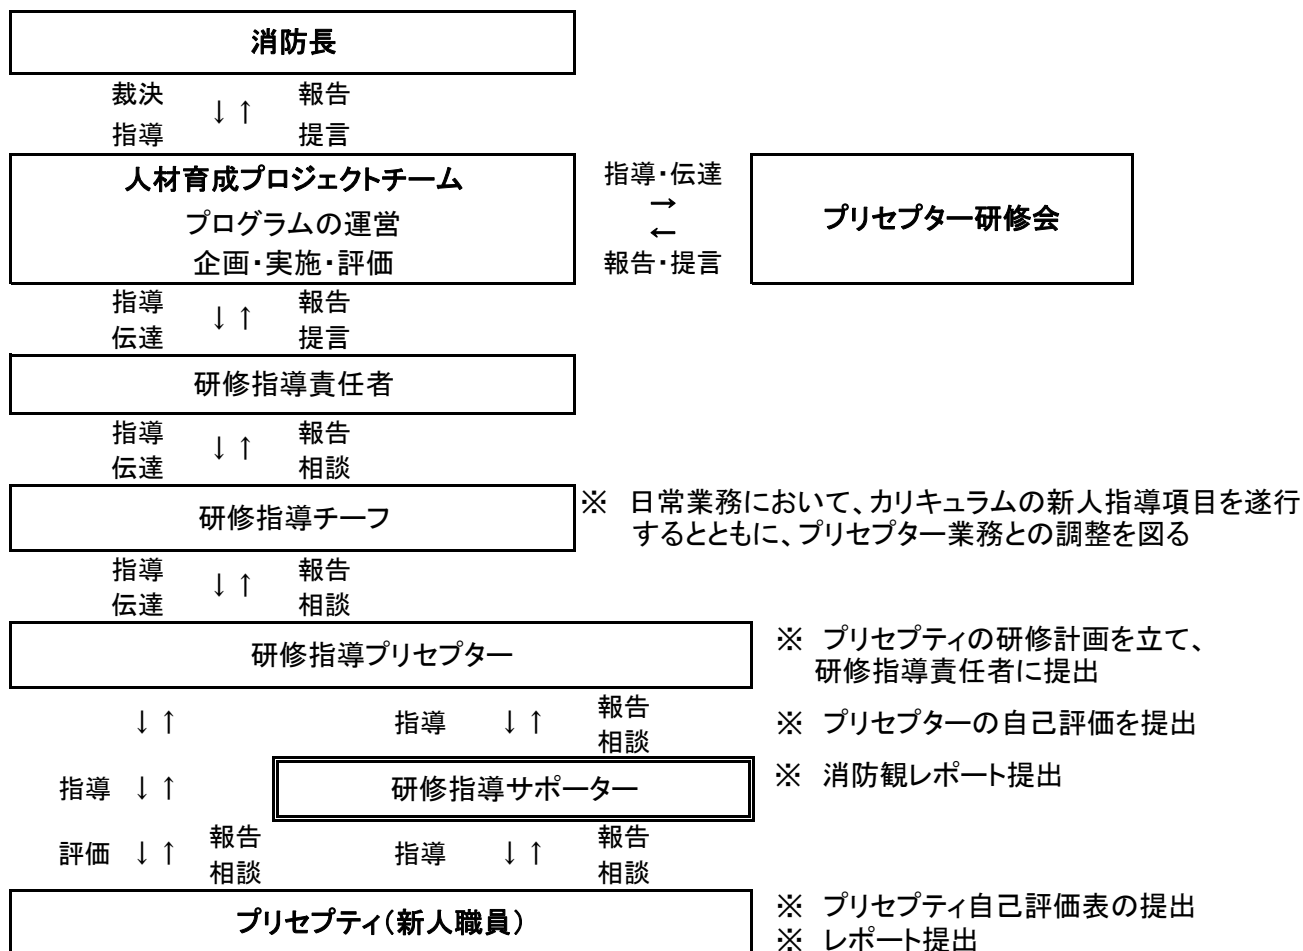 消防長
裁決 ↓↑ 報告
指導 提言
人材育成プロジェクトチーム
プログラムの運営
企画・実施・評価
指導・伝達
→
←
報告・提言
プリセプター研修会
指導 ↓↑ 報告
伝達 提言
研修指導責任者
指導 ↓↑ 報告
伝達 相談
研修指導チーフ
※ 日常業務において、カリキュラムの新人指導項目を遂行
するとともに、プリセプター業務との調整を図る
指導 ↓↑ 報告
伝達 相談
研修指導プリセプター
※ プリセプティの研修計画を立て、
研修指導責任者に提出
↓↑ 指導 ↓↑ 報告
相談
※ プリセプターの自己評価を提出
指導 ↓↑ 研修指導サポーター
※ 消防観レポート提出
評価 ↓↑ 報告 指導 ↓↑ 報告
相談 相談
プリセプティ(新人職員)
※ プリセプティ自己評価表の提出
※ レポート提出